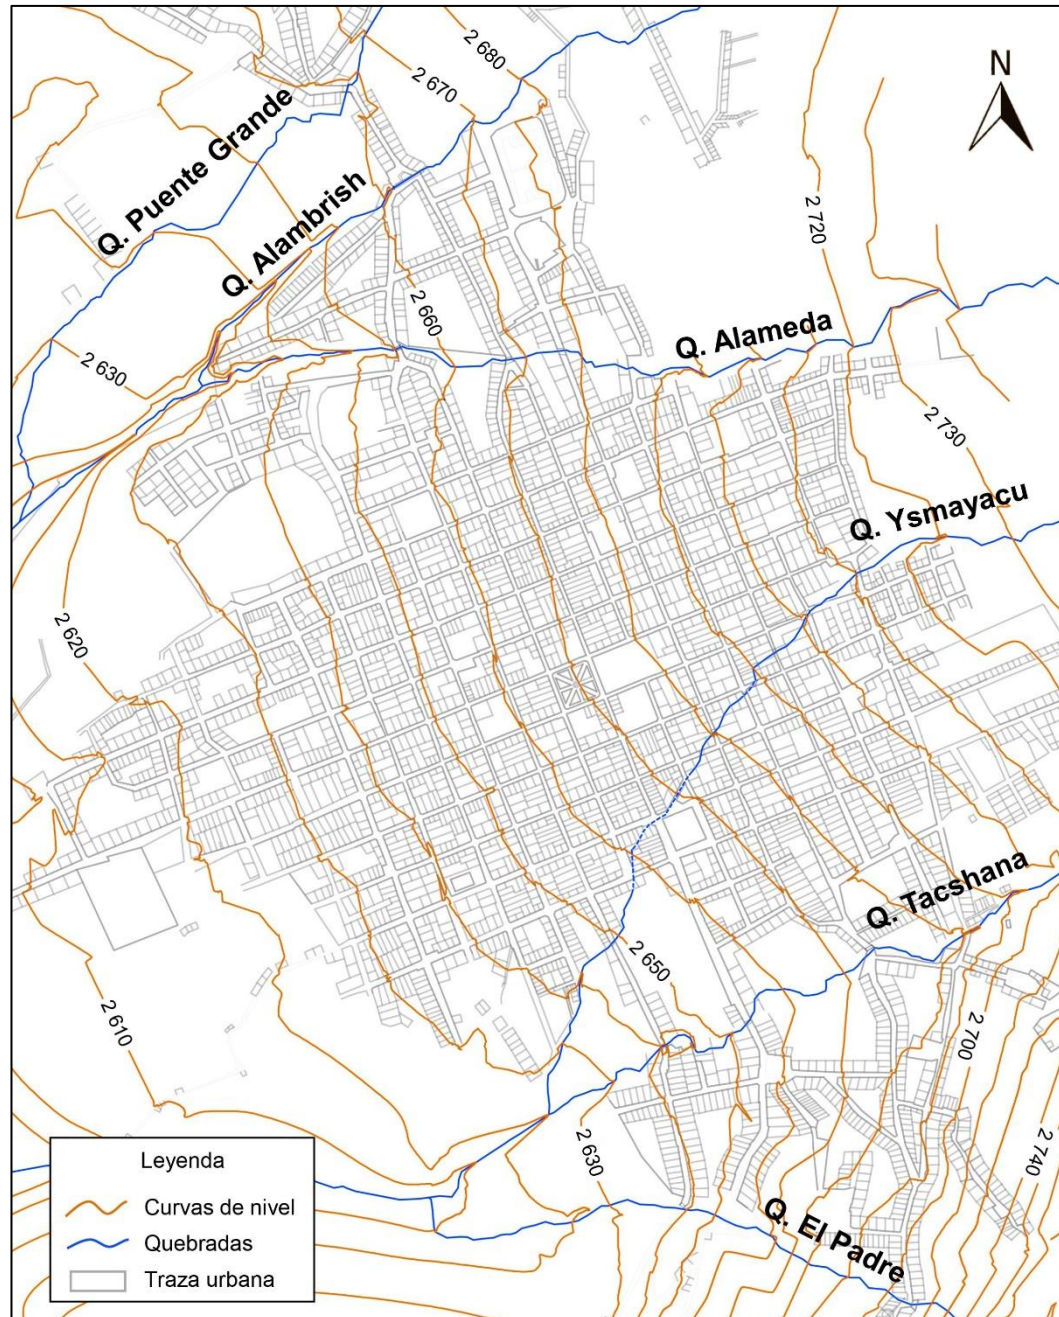 2 680
2 670
N
Q. Puente Grande
Q. Alambrish
2 720
2 660
Q. Alameda
2 630
2 730
Q. Ysmayacu
2 620
Q. Tacshana
2 650
2 610
2 700
2 740
2 630
Q. El Padre
Leyenda
Curvas de nivel
Quebradas
Traza urbana